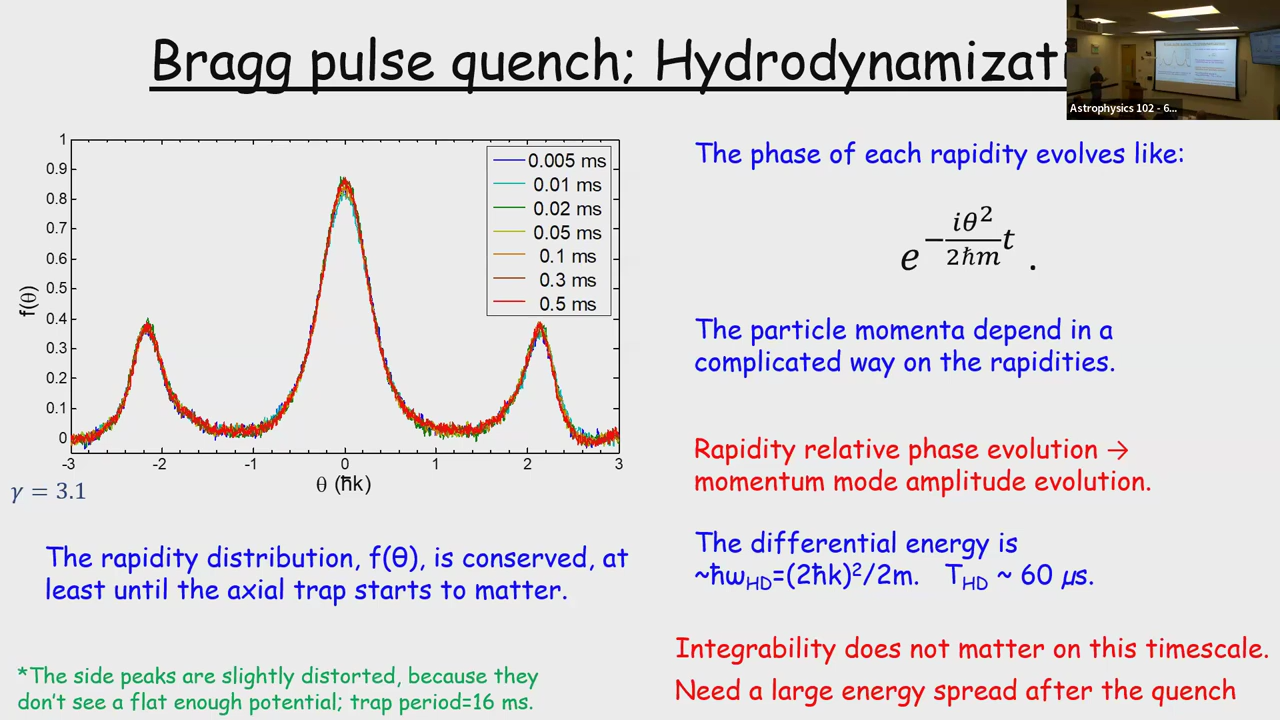 Bragg pulse quench; Hydrodynamizati
Astrophysics 102 - 6...
1
0.9
0.8
0.7
0.6
0.5
0.4
0.3
0.2
0.1
0
f(θ)
0.005 ms
0.01 ms
0.02 ms
0.05 ms
0.1 ms
0.3 ms
0.5 ms
-3 -2 -1 0 1 2 3
θ (ħk)
γ = 3.1
The rapidity distribution, f(θ), is conserved, at
least until the axial trap starts to matter.
*The side peaks are slightly distorted, because they
don't see a flat enough potential; trap period=16 ms.
The phase of each rapidity evolves like:
e^{-\frac{iθ^2}{2ħm}t} .
The particle momenta depend in a
complicated way on the rapidities.
Rapidity relative phase evolution →
momentum mode amplitude evolution.
The differential energy is
~ħω_HD=(2ħk)²/2m. T_HD ~ 60 μs.
Integrability does not matter on this timescale.
Need a large energy spread after the quench